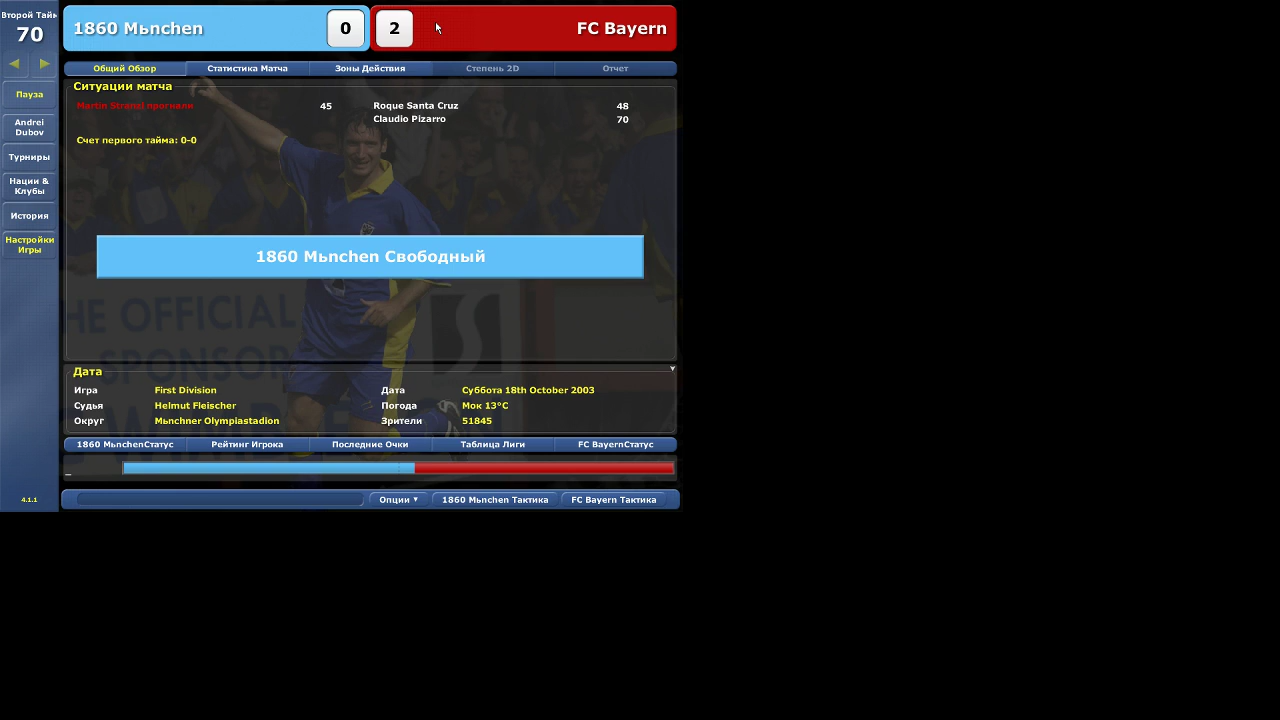 Второй Тайм
70
1860 Мьnchen
0
2
FC Bayern
Общий Обзор
Статистика Матча
Зоны Действия
Степень 2D
Отчет
Пауза
Andrei
Dubov
Турниры
Нации &
Клубы
История
Настройки
Игры
4.1.1
Ситуации матча
Martin Stranzl прогнали 45
Roque Santa Cruz 48
Claudio Pizarro 70
Счет первого тайма: 0-0
1860 Мьnchen Свободный
THE OFFICIAL
SPONSOR
Дата
Игра First Division Дата Суббота 18th October 2003
Судья Helmut Fleischer Погода Мок 13°C
Округ Мьnchner Olympiastadion Зрители 51845
1860 МьnchenСтатус
Рейтинг Игрока
Последние Очки
Таблица Лиги
FC BayernСтатус
Опции
1860 Мьnchen Тактика
FC Bayern Тактика